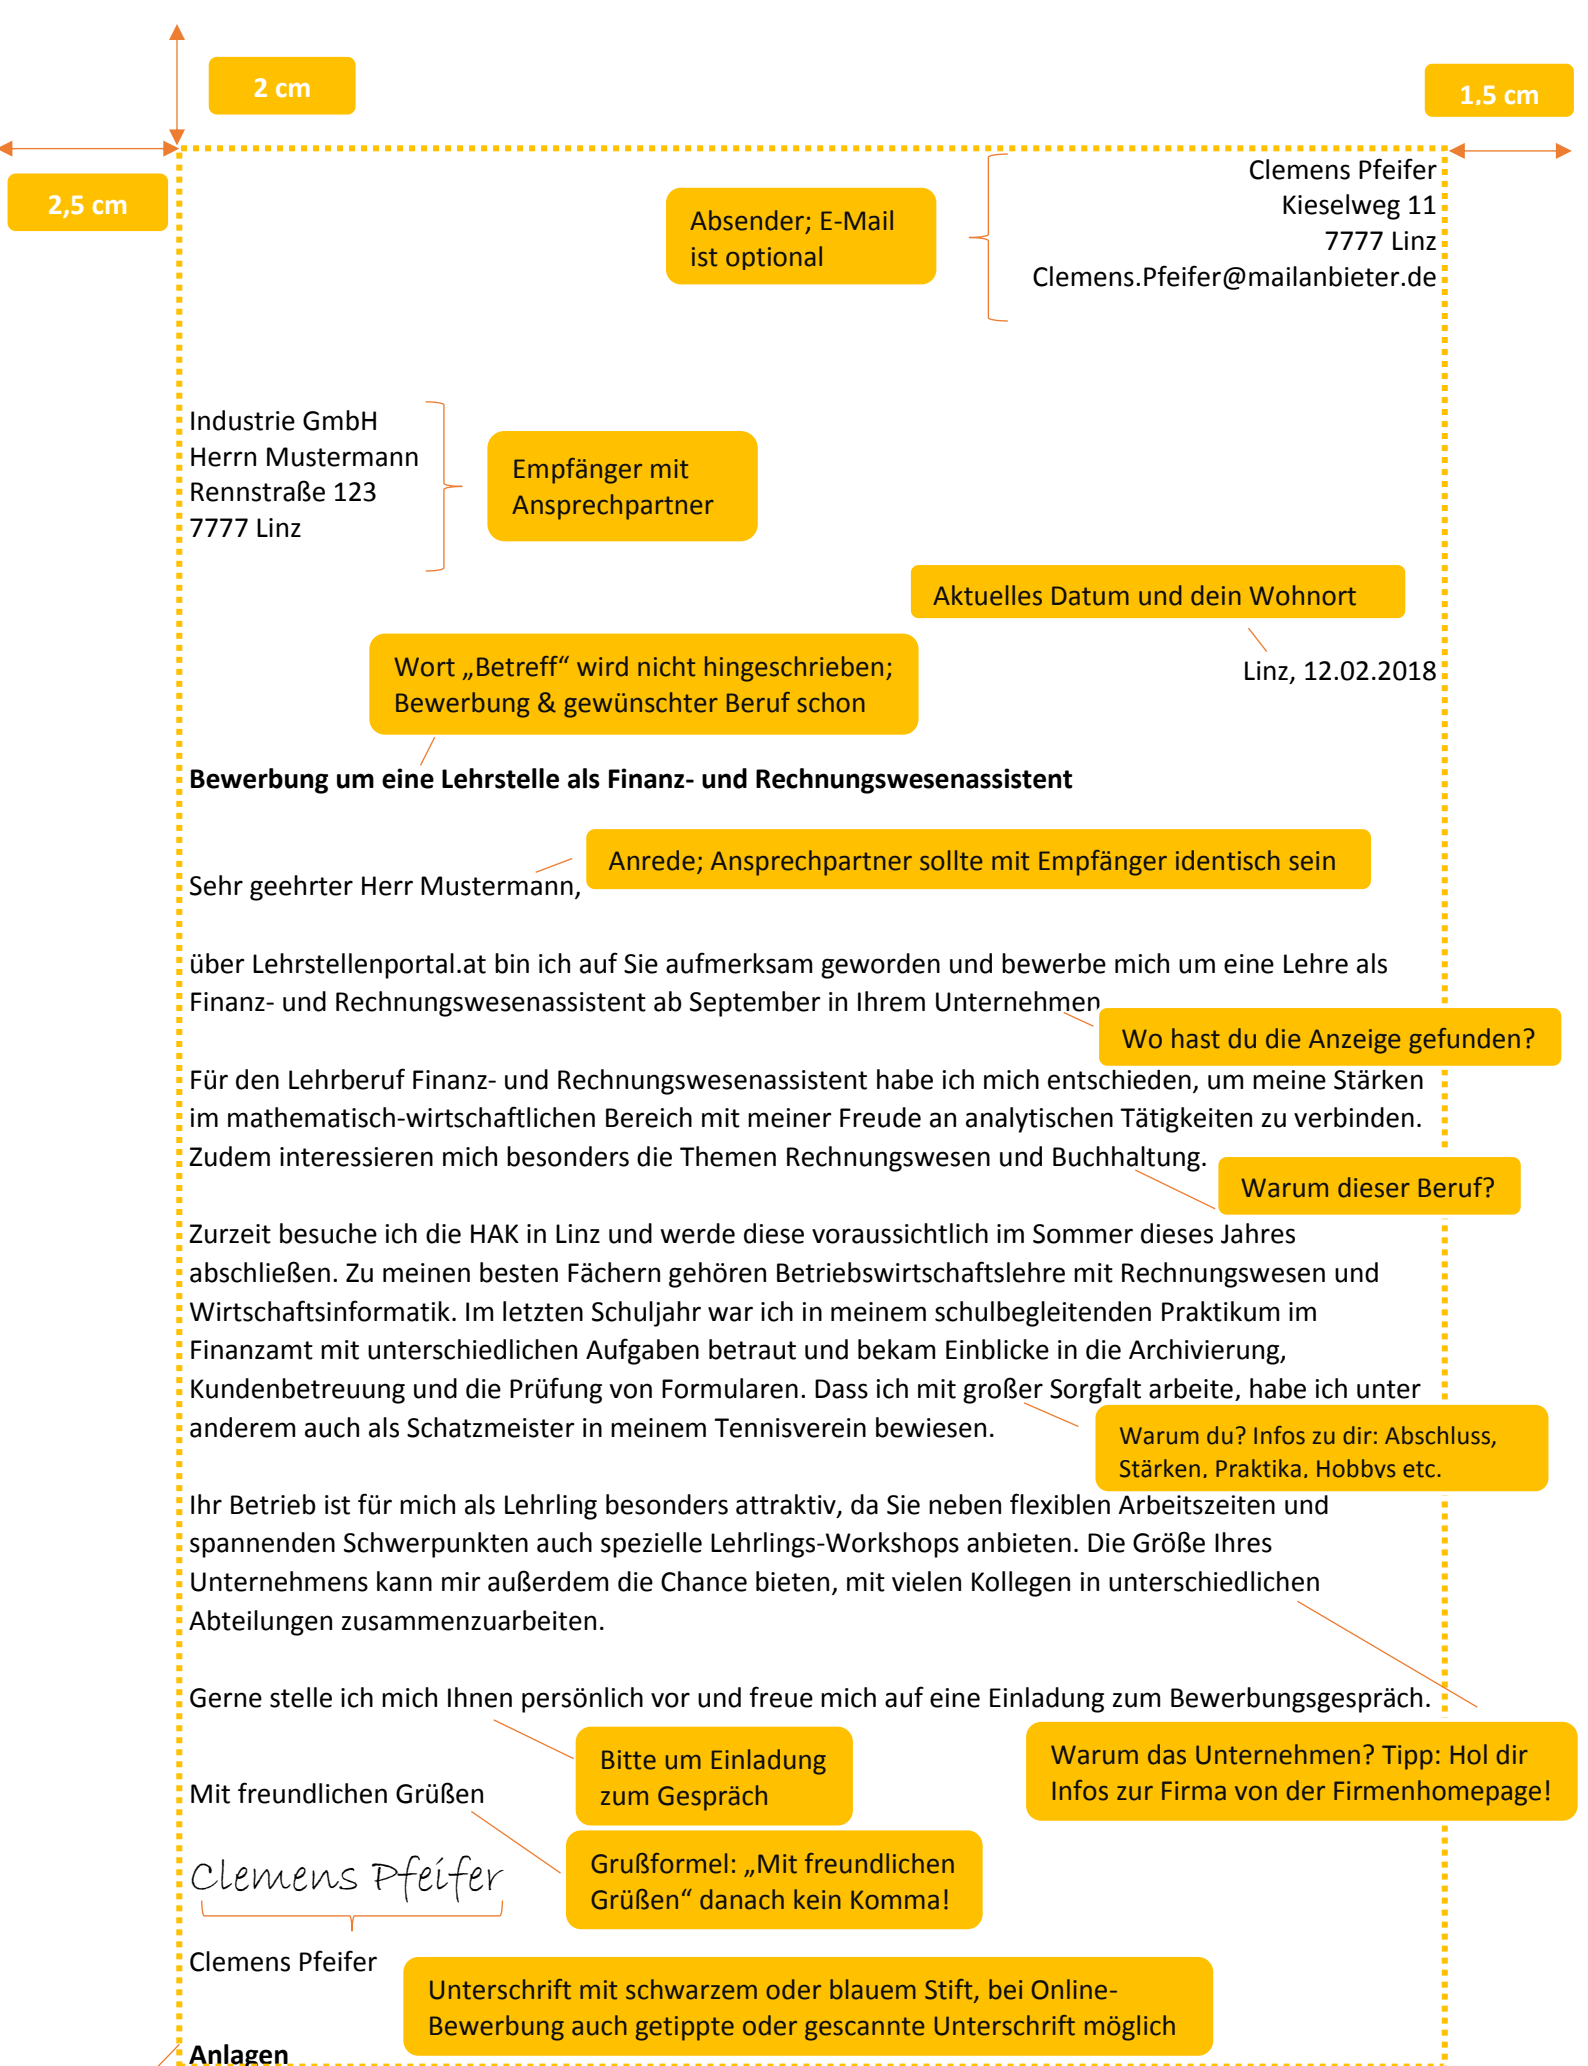 2 cm
1,5 cm
2,5 cm
Clemens Pfeifer
Kieselweg 11
7777 Linz
Clemens.Pfeifer@mailanbieter.de
Absender; E-Mail
ist optional
Industrie GmbH
Herrn Mustermann
Rennstraße 123
7777 Linz
Empfänger mit
Ansprechpartner
Aktuelles Datum und dein Wohnort
Linz, 12.02.2018
Wort „Betreff“ wird nicht hingeschrieben;
Bewerbung & gewünschter Beruf schon
Bewerbung um eine Lehrstelle als Finanz- und Rechnungswesenassistent
Anrede; Ansprechpartner sollte mit Empfänger identisch sein
Sehr geehrter Herr Mustermann,
über Lehrstellenportal.at bin ich auf Sie aufmerksam geworden und bewerbe mich um eine Lehre als
Finanz- und Rechnungswesenassistent ab September in Ihrem Unternehmen
Wo hast du die Anzeige gefunden?
Für den Lehrberuf Finanz- und Rechnungswesenassistent habe ich mich entschieden, um meine Stärken
im mathematisch-wirtschaftlichen Bereich mit meiner Freude an analytischen Tätigkeiten zu verbinden.
Zudem interessieren mich besonders die Themen Rechnungswesen und Buchhaltung.
Warum dieser Beruf?
Zurzeit besuche ich die HAK in Linz und werde diese voraussichtlich im Sommer dieses Jahres
abschließen. Zu meinen besten Fächern gehören Betriebswirtschaftslehre mit Rechnungswesen und
Wirtschaftsinformatik. Im letzten Schuljahr war ich in meinem schulbegleitenden Praktikum im
Finanzamt mit unterschiedlichen Aufgaben betraut und bekam Einblicke in die Archivierung,
Kundenbetreuung und die Prüfung von Formularen. Dass ich mit großer Sorgfalt arbeite, habe ich unter
anderem auch als Schatzmeister in meinem Tennisverein bewiesen.
Warum du? Infos zu dir: Abschluss,
Stärken, Praktika, Hobbys etc.
Ihr Betrieb ist für mich als Lehrling besonders attraktiv, da Sie neben flexiblen Arbeitszeiten und
spannenden Schwerpunkten auch spezielle Lehrlings-Workshops anbieten. Die Größe Ihres
Unternehmens kann mir außerdem die Chance bieten, mit vielen Kollegen in unterschiedlichen
Abteilungen zusammenzuarbeiten.
Gerne stelle ich mich Ihnen persönlich vor und freue mich auf eine Einladung zum Bewerbungsgespräch.
Bitte um Einladung
zum Gespräch
Warum das Unternehmen? Tipp: Hol dir
Infos zur Firma von der Firmenhomepage!
Mit freundlichen Grüßen
Grußformel: „Mit freundlichen
Grüßen“ danach kein Komma!
Clemens Pfeifer
Clemens Pfeifer
Unterschrift mit schwarzem oder blauem Stift, bei Online-
Bewerbung auch getippte oder gescannte Unterschrift möglich
Anlagen